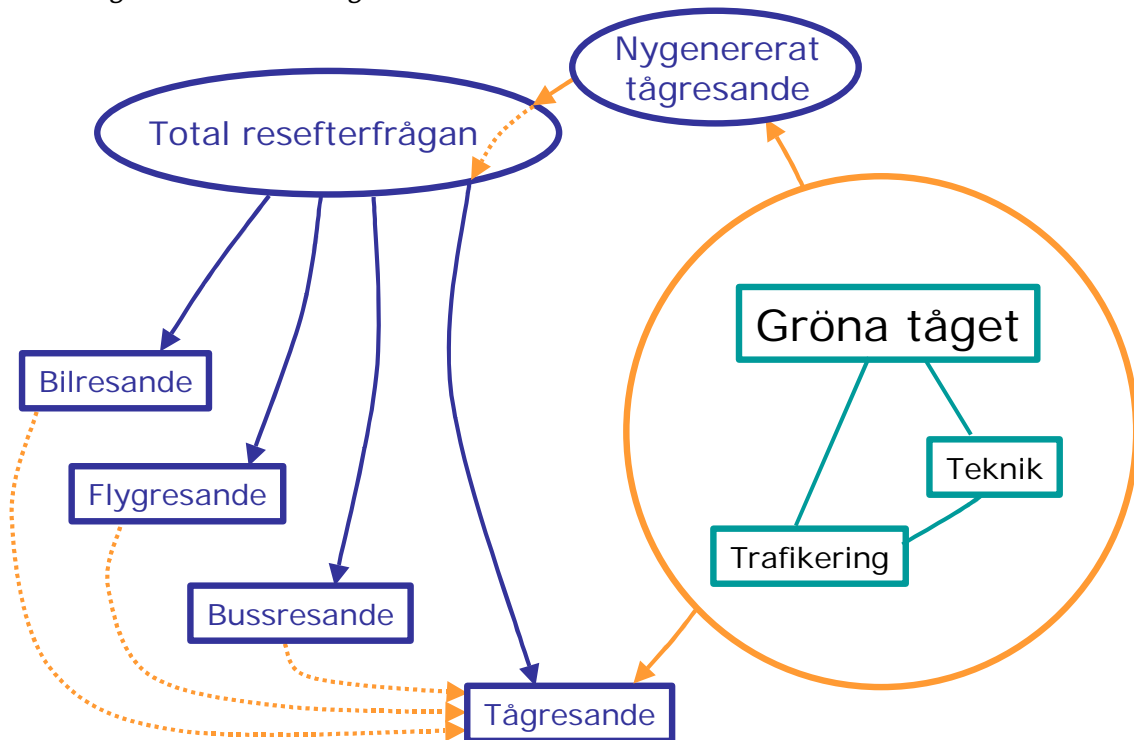 Nygenererat
tågresande
Total resefterfrågan
Gröna tåget
Bilresande
Teknik
Flygresande
Trafikering
Bussresande
Tågresande